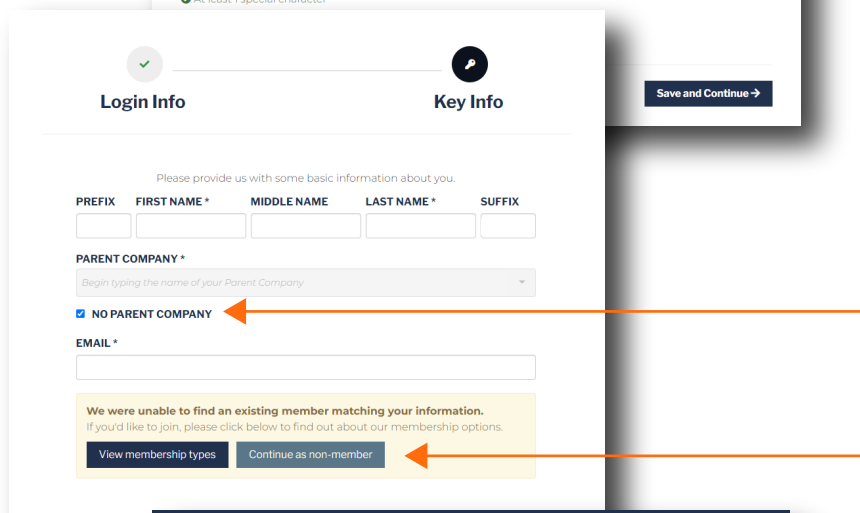 At least 1 special character
Login Info
Key Info
Save and Continue
Please provide us with some basic information about you.
PREFIX FIRST NAME * MIDDLE NAME LAST NAME * SUFFIX
PARENT COMPANY *
Begin typing the name of your Parent Company
NO PARENT COMPANY
EMAIL *
We were unable to find an existing member matching your information.
If you'd like to join, please click below to find out about our membership options.
View membership types
Continue as non-member